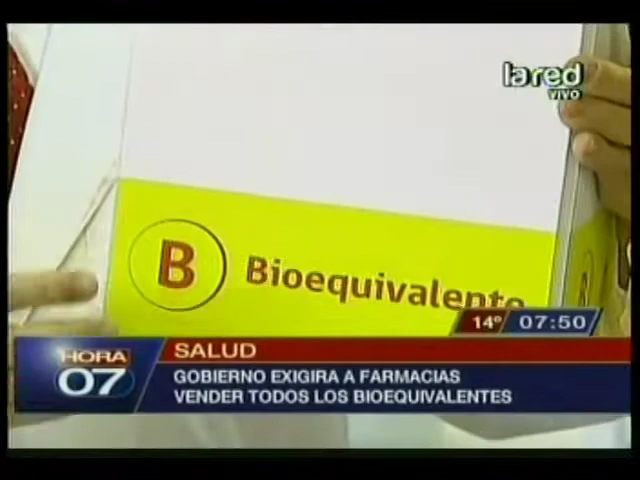 lared
VIVO
B Bioequivalente
B
14° 07:50
HORA
07
SALUD
GOBIERNO EXIGIRA A FARMACIAS
VENDER TODOS LOS BIOEQUIVALENTES